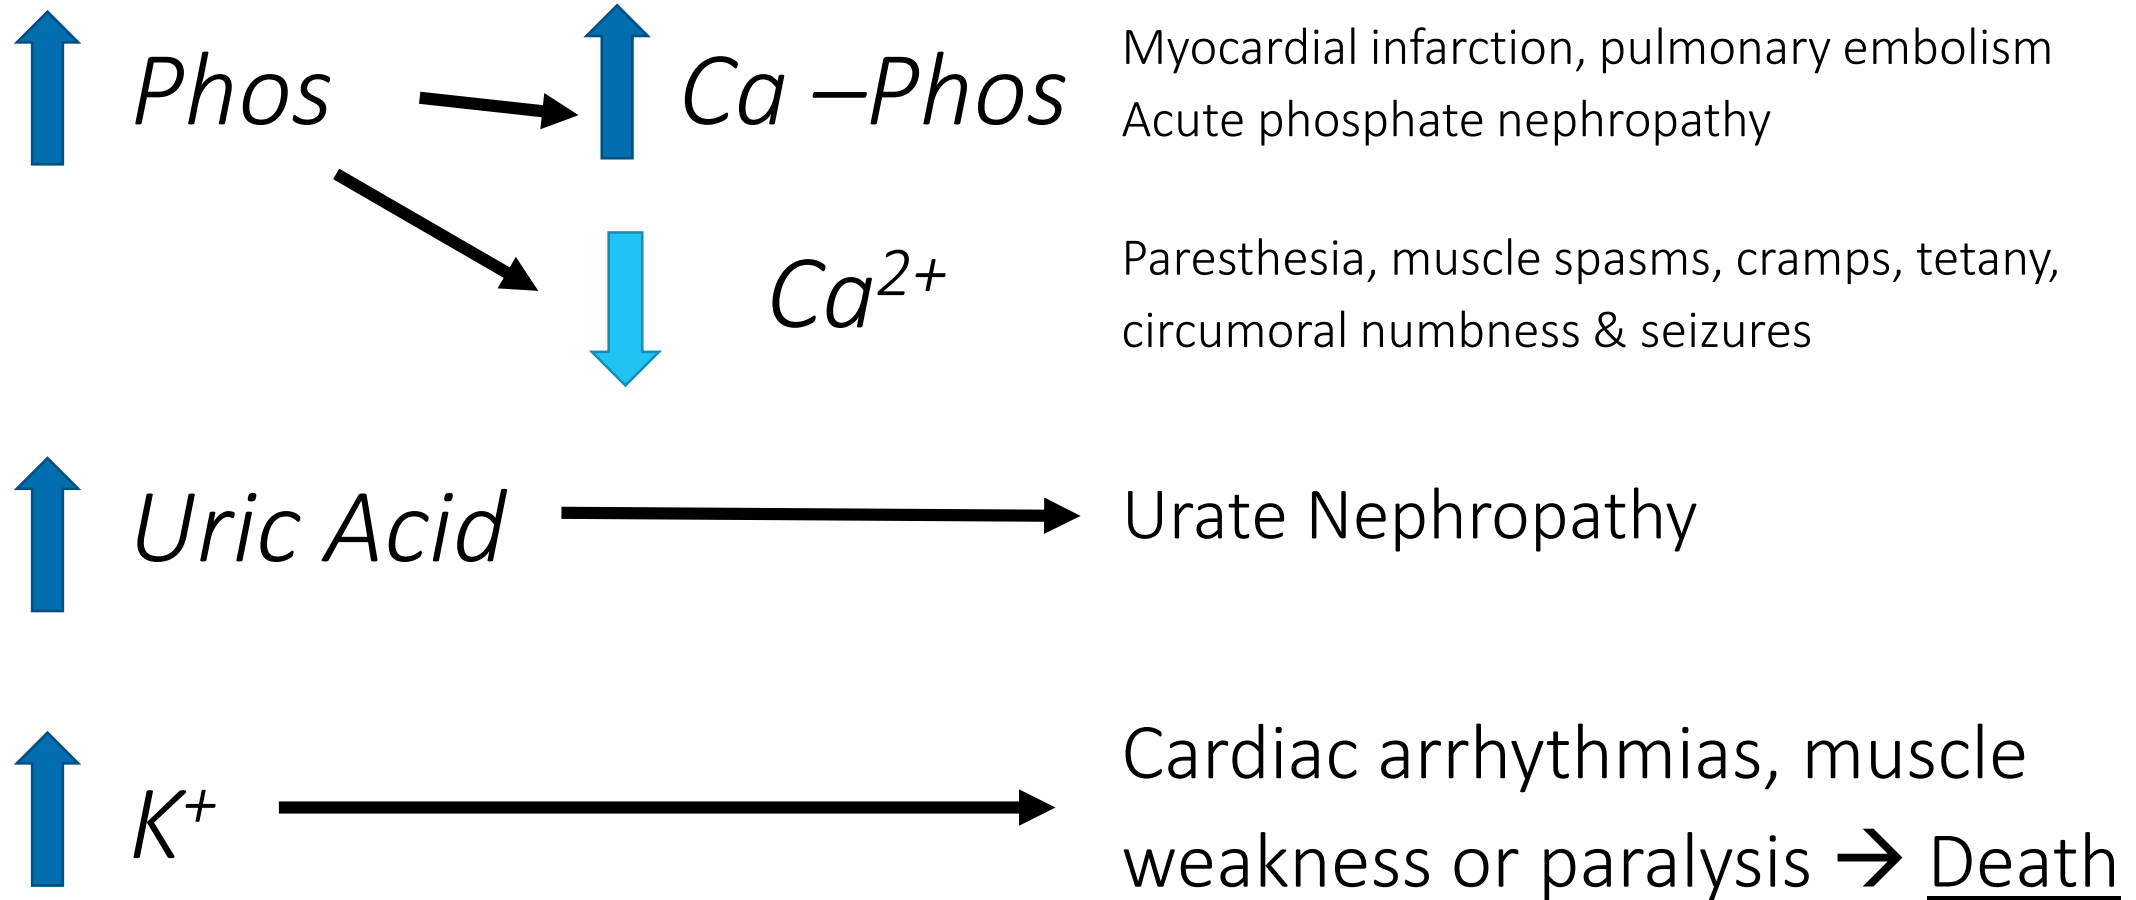 Phos
Ca –Phos
Myocardial infarction, pulmonary embolism
Acute phosphate nephropathy
Ca²⁺
Paresthesia, muscle spasms, cramps, tetany,
circumoral numbness & seizures
Uric Acid
Urate Nephropathy
K⁺
Cardiac arrhythmias, muscle
weakness or paralysis → Death